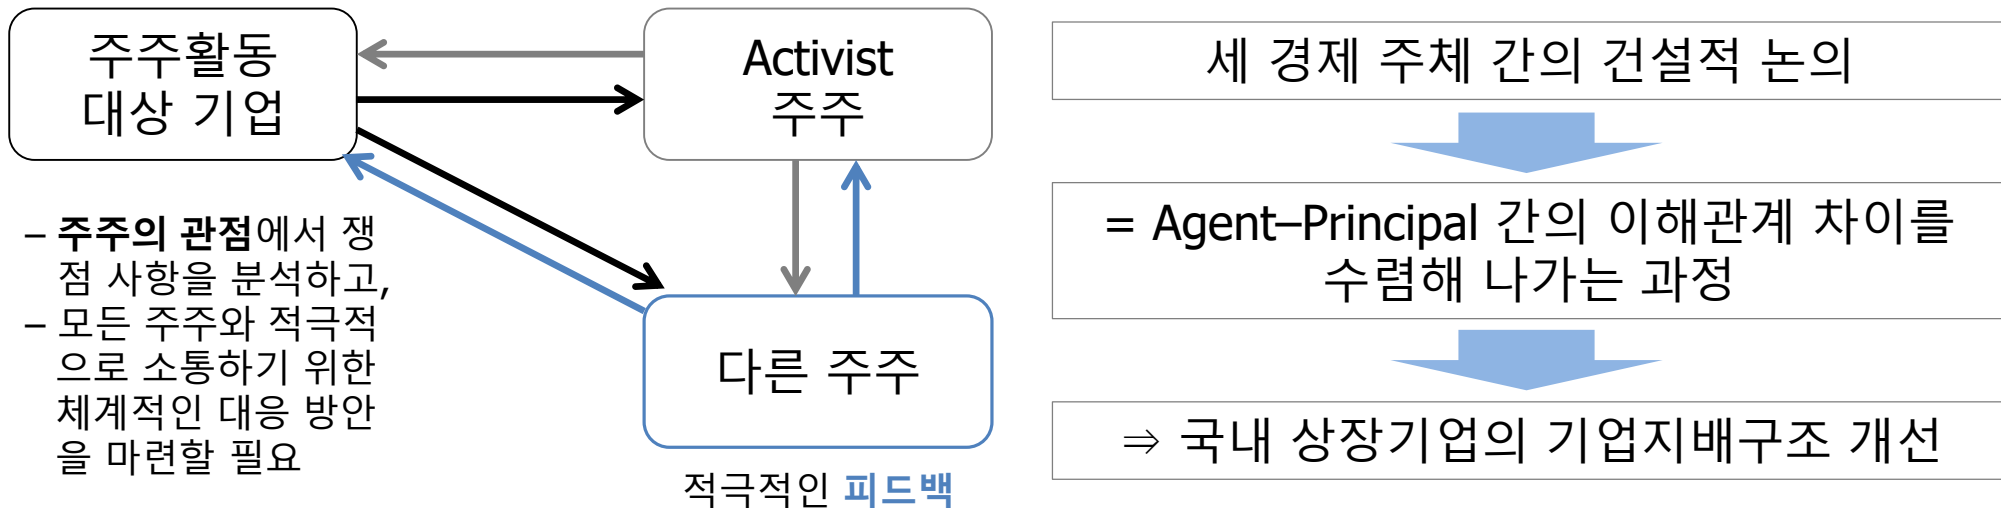 주주활동
대상 기업
Activist
주주
– 주주의 관점에서 쟁
점 사항을 분석하고,
– 모든 주주와 적극적
으로 소통하기 위한
체계적인 대응 방안
을 마련할 필요
다른 주주
적극적인 피드백
세 경제 주체 간의 건설적 논의
= Agent–Principal 간의 이해관계 차이를
수렴해 나가는 과정
⇒ 국내 상장기업의 기업지배구조 개선